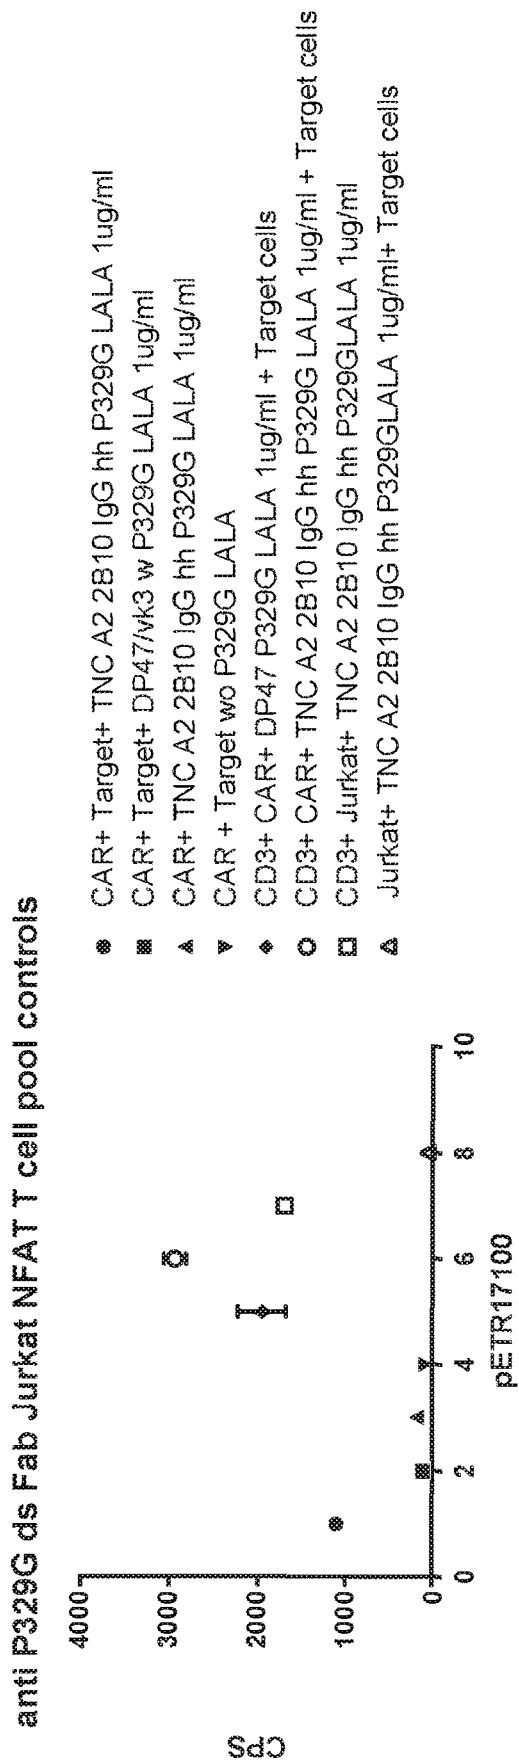 anti P329G ds Fab Jurkat NFAT T cell pool controls
CPS
4000
3000
2000
1000
0
0
2
4
6
8
10
pETR17100
CAR+ Target+ TNC A2 2B10 IgG hh P329G LALA 1ug/ml
CAR+ Target+ DP47/vk3 w P329G LALA 1ug/ml
CAR+ TNC A2 2B10 IgG hh P329G LALA 1ug/ml
CAR + Target wo P329G LALA
CD3+ CAR+ DP47 P329G LALA 1ug/ml + Target cells
CD3+ CAR+ TNC A2 2B10 IgG hh P329G LALA 1ug/ml + Target cells
CD3+ Jurkat+ TNC A2 2B10 IgG hh P329GLALA 1ug/ml
Jurkat+ TNC A2 2B10 IgG hh P329GLALA 1ug/ml+ Target cells